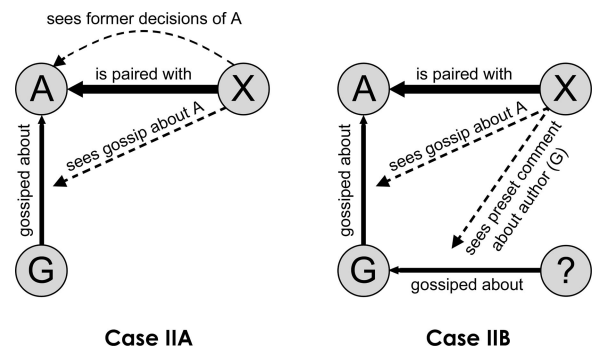 sees former decisions of A
A
is paired with
X
sees gossip about A
gossiped about
G
Case IIA
A
is paired with
X
sees gossip about A
gossiped about
sees preset comment
about author (G)
G
gossiped about
?
Case IIB